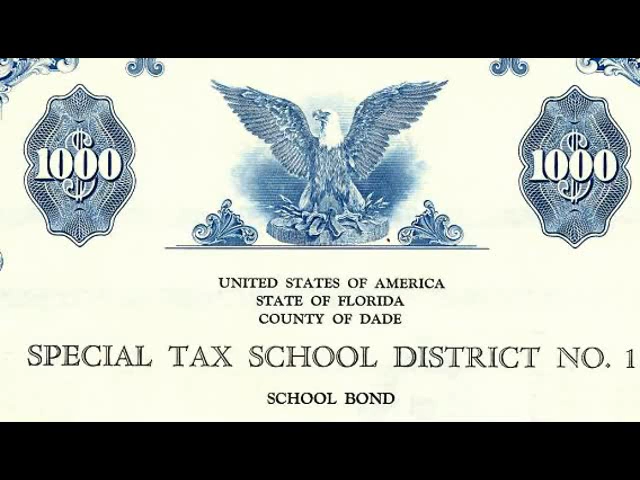 $1000 $1000
UNITED STATES OF AMERICA
STATE OF FLORIDA
COUNTY OF DADE
SPECIAL TAX SCHOOL DISTRICT NO. 1
SCHOOL BOND